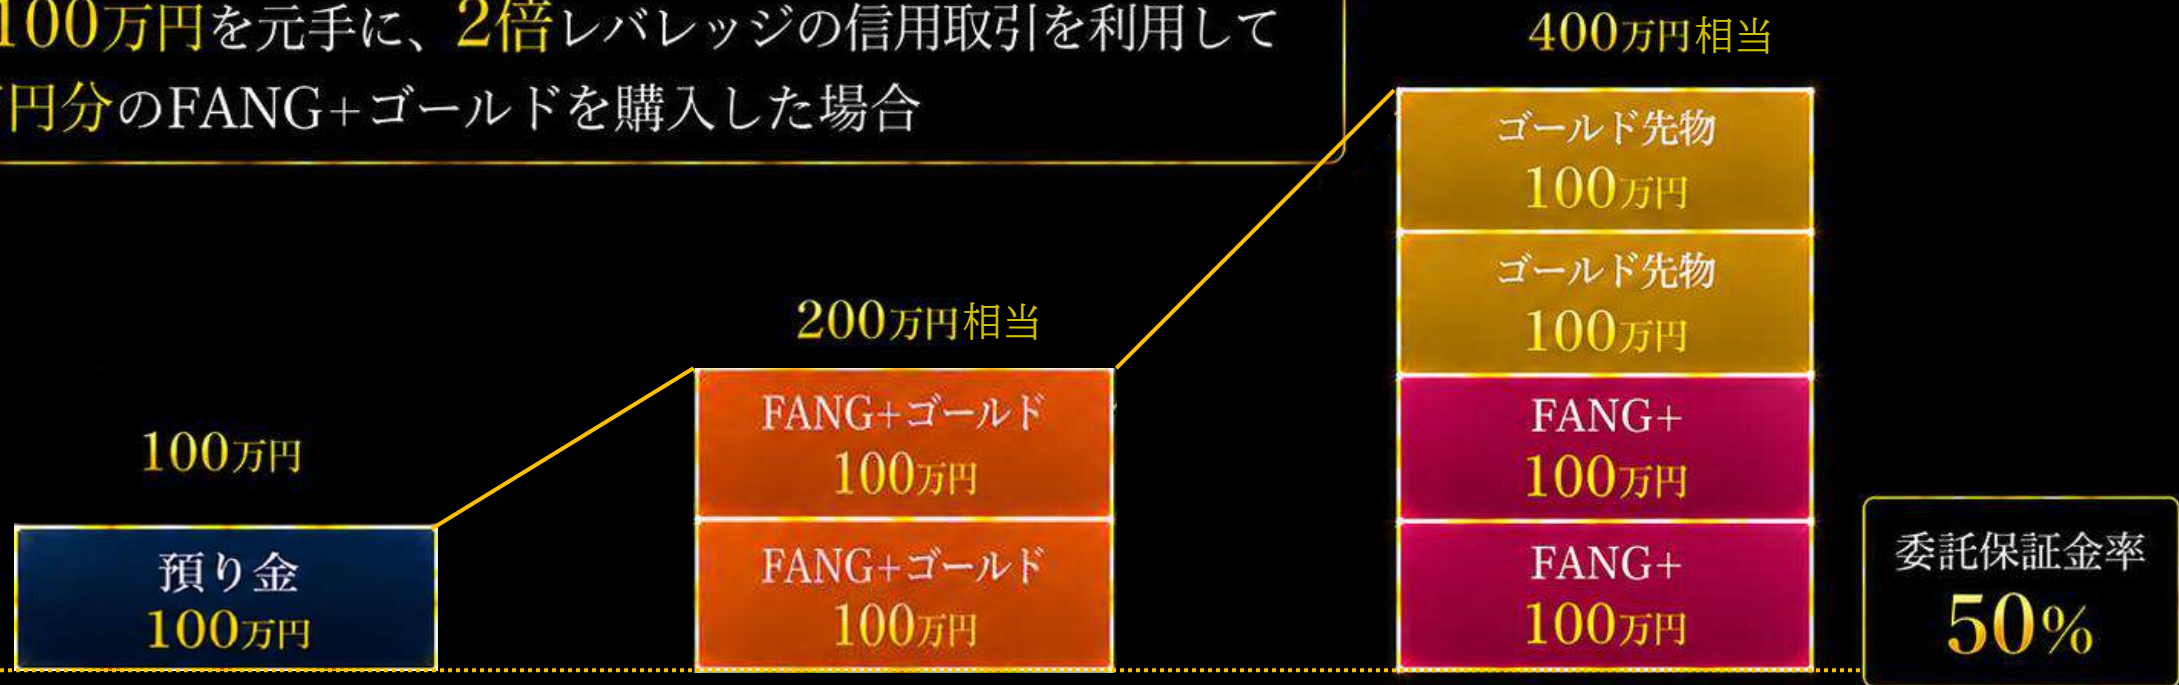 100万円を元手に、2倍レバレッジの信用取引を利用して
円分のFANG+ゴールドを購入した場合
400万円相当
ゴールド先物
100万円
ゴールド先物
100万円
200万円相当
FANG+ゴールド
100万円
FANG+
100万円
100万円
FANG+ゴールド
100万円
FANG+
100万円
預り金
100万円
委託保証金率
50%